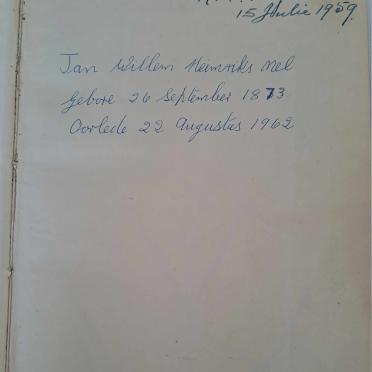 15 Julie 1959.
Jan Willem Hendriks Nel
Gebore 26 September 1873
Oorlede 22 Augustus 1962